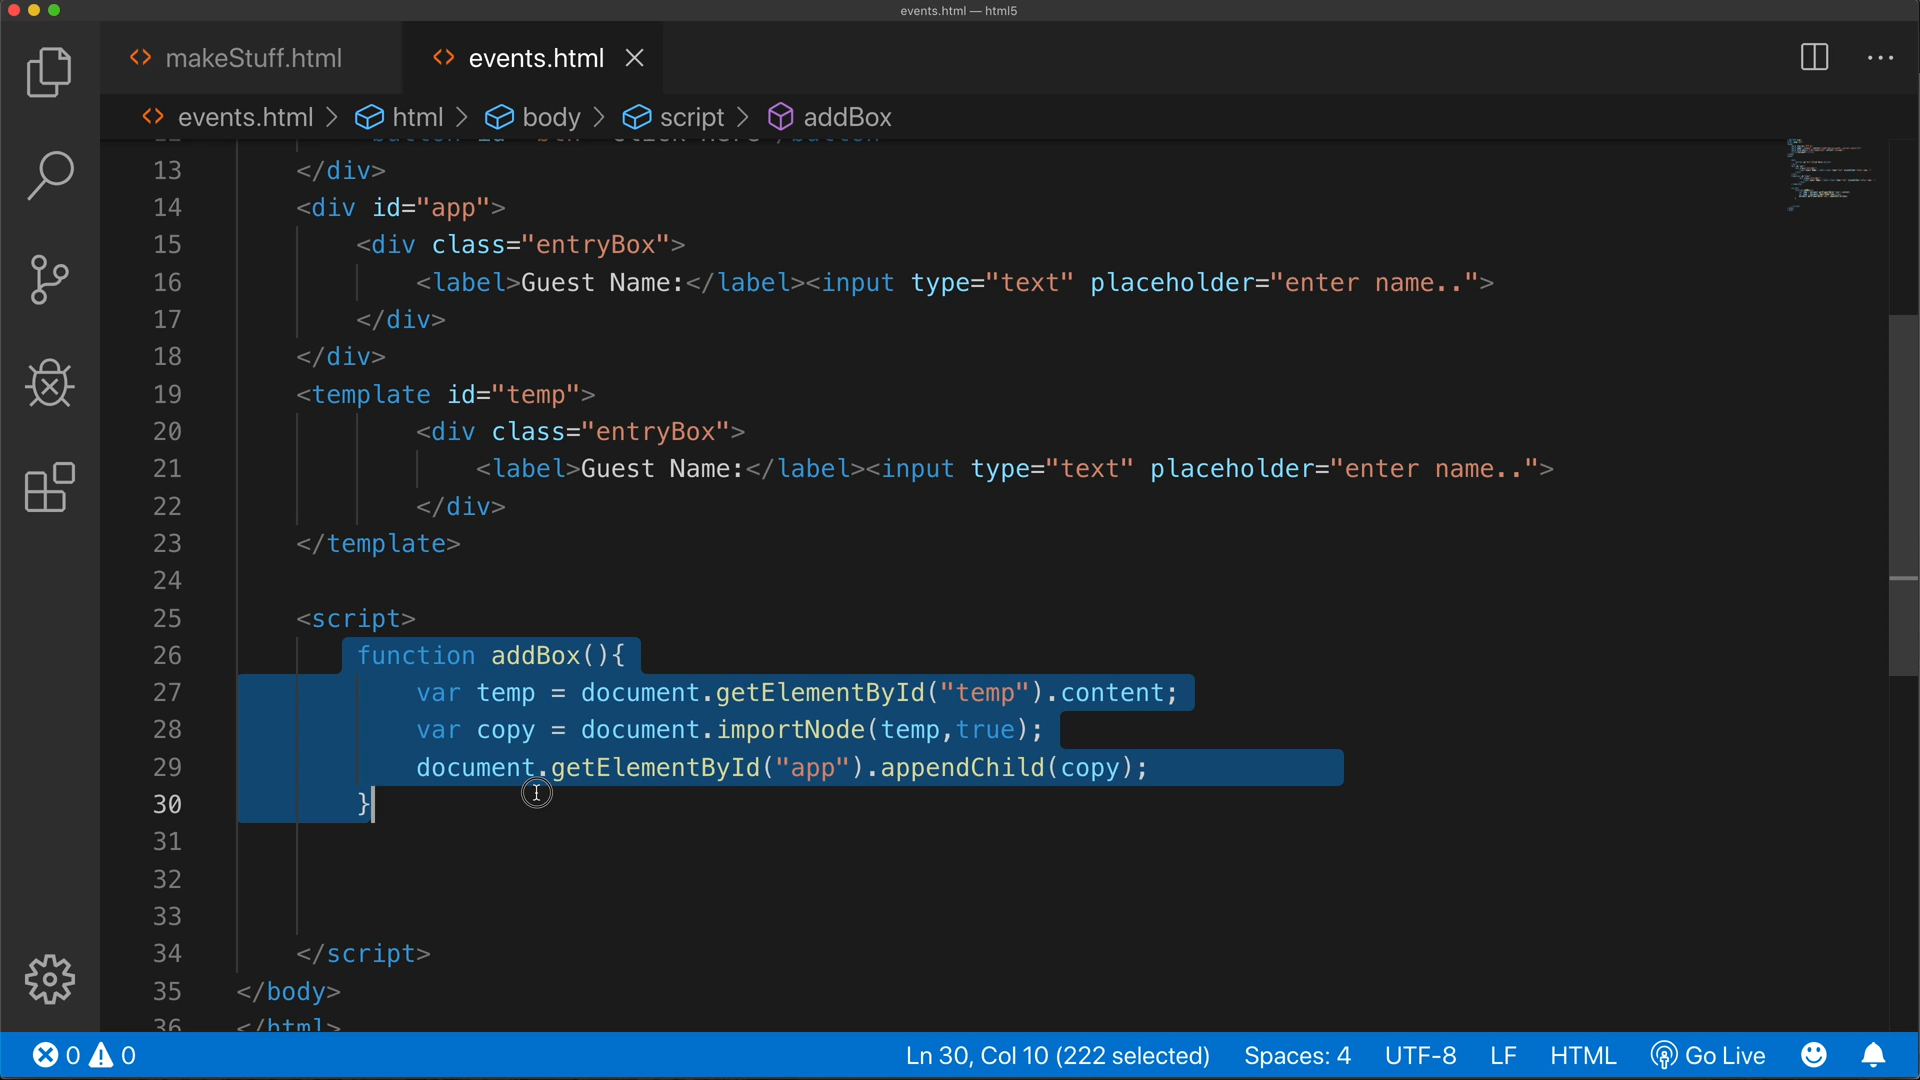 events.html — html5
makeStuff.html
events.html
events.html > html > body > script > addBox
13 </div>
14 <div id="app">
15 <div class="entryBox">
16 <label>Guest Name:</label><input type="text" placeholder="enter name..">
17 </div>
18 </div>
19 <template id="temp">
20 <div class="entryBox">
21 <label>Guest Name:</label><input type="text" placeholder="enter name..">
22 </div>
23 </template>
24
25 <script>
26 function addBox(){
27 var temp = document.getElementById("temp").content;
28 var copy = document.importNode(temp,true);
29 document.getElementById("app").appendChild(copy);
30 }
31
32
33
34 </script>
35 </body>
36 </html>
0 0 Ln 30, Col 10 (222 selected) Spaces: 4 UTF-8 LF HTML Go Live